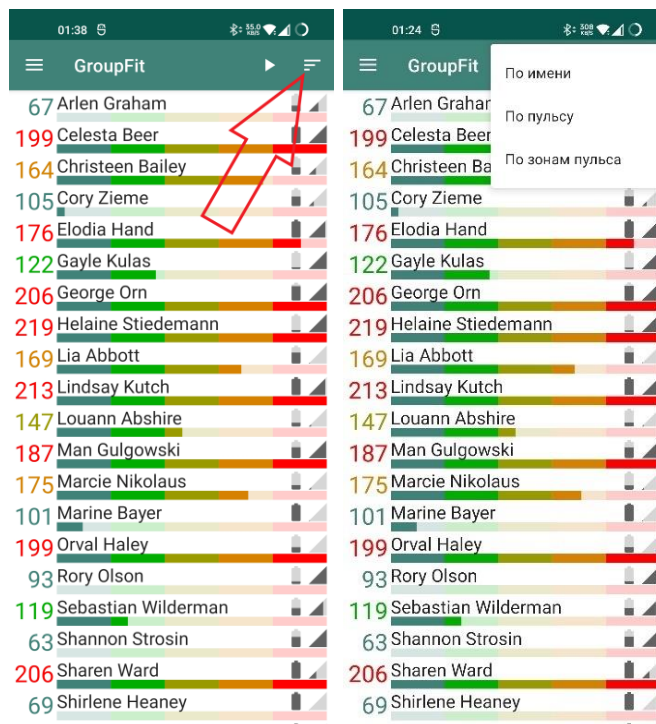 01:38 35.0 KB/S
GroupFit
67 Arlen Graham
199 Celesta Beer
164 Christeen Bailey
105 Cory Zieme
176 Elodia Hand
122 Gayle Kulas
206 George Orn
219 Helaine Stiedemann
169 Lia Abbott
213 Lindsay Kutch
147 Louann Abshire
187 Man Gulgowski
175 Marcie Nikolaus
101 Marine Bayer
199 Orval Haley
93 Rory Olson
119 Sebastian Wilderman
63 Shannon Strosin
206 Sharen Ward
69 Shirlene Heaney
01:24 308 KB/S
GroupFit
По имени
По пульсу
По зонам пульса
67 Arlen Grahar
199 Celesta Beer
164 Christeen Ba
105 Cory Zieme
176 Elodia Hand
122 Gayle Kulas
206 George Orn
219 Helaine Stiedemann
169 Lia Abbott
213 Lindsay Kutch
147 Louann Abshire
187 Man Gulgowski
175 Marcie Nikolaus
101 Marine Bayer
199 Orval Haley
93 Rory Olson
119 Sebastian Wilderman
63 Shannon Strosin
206 Sharen Ward
69 Shirlene Heaney